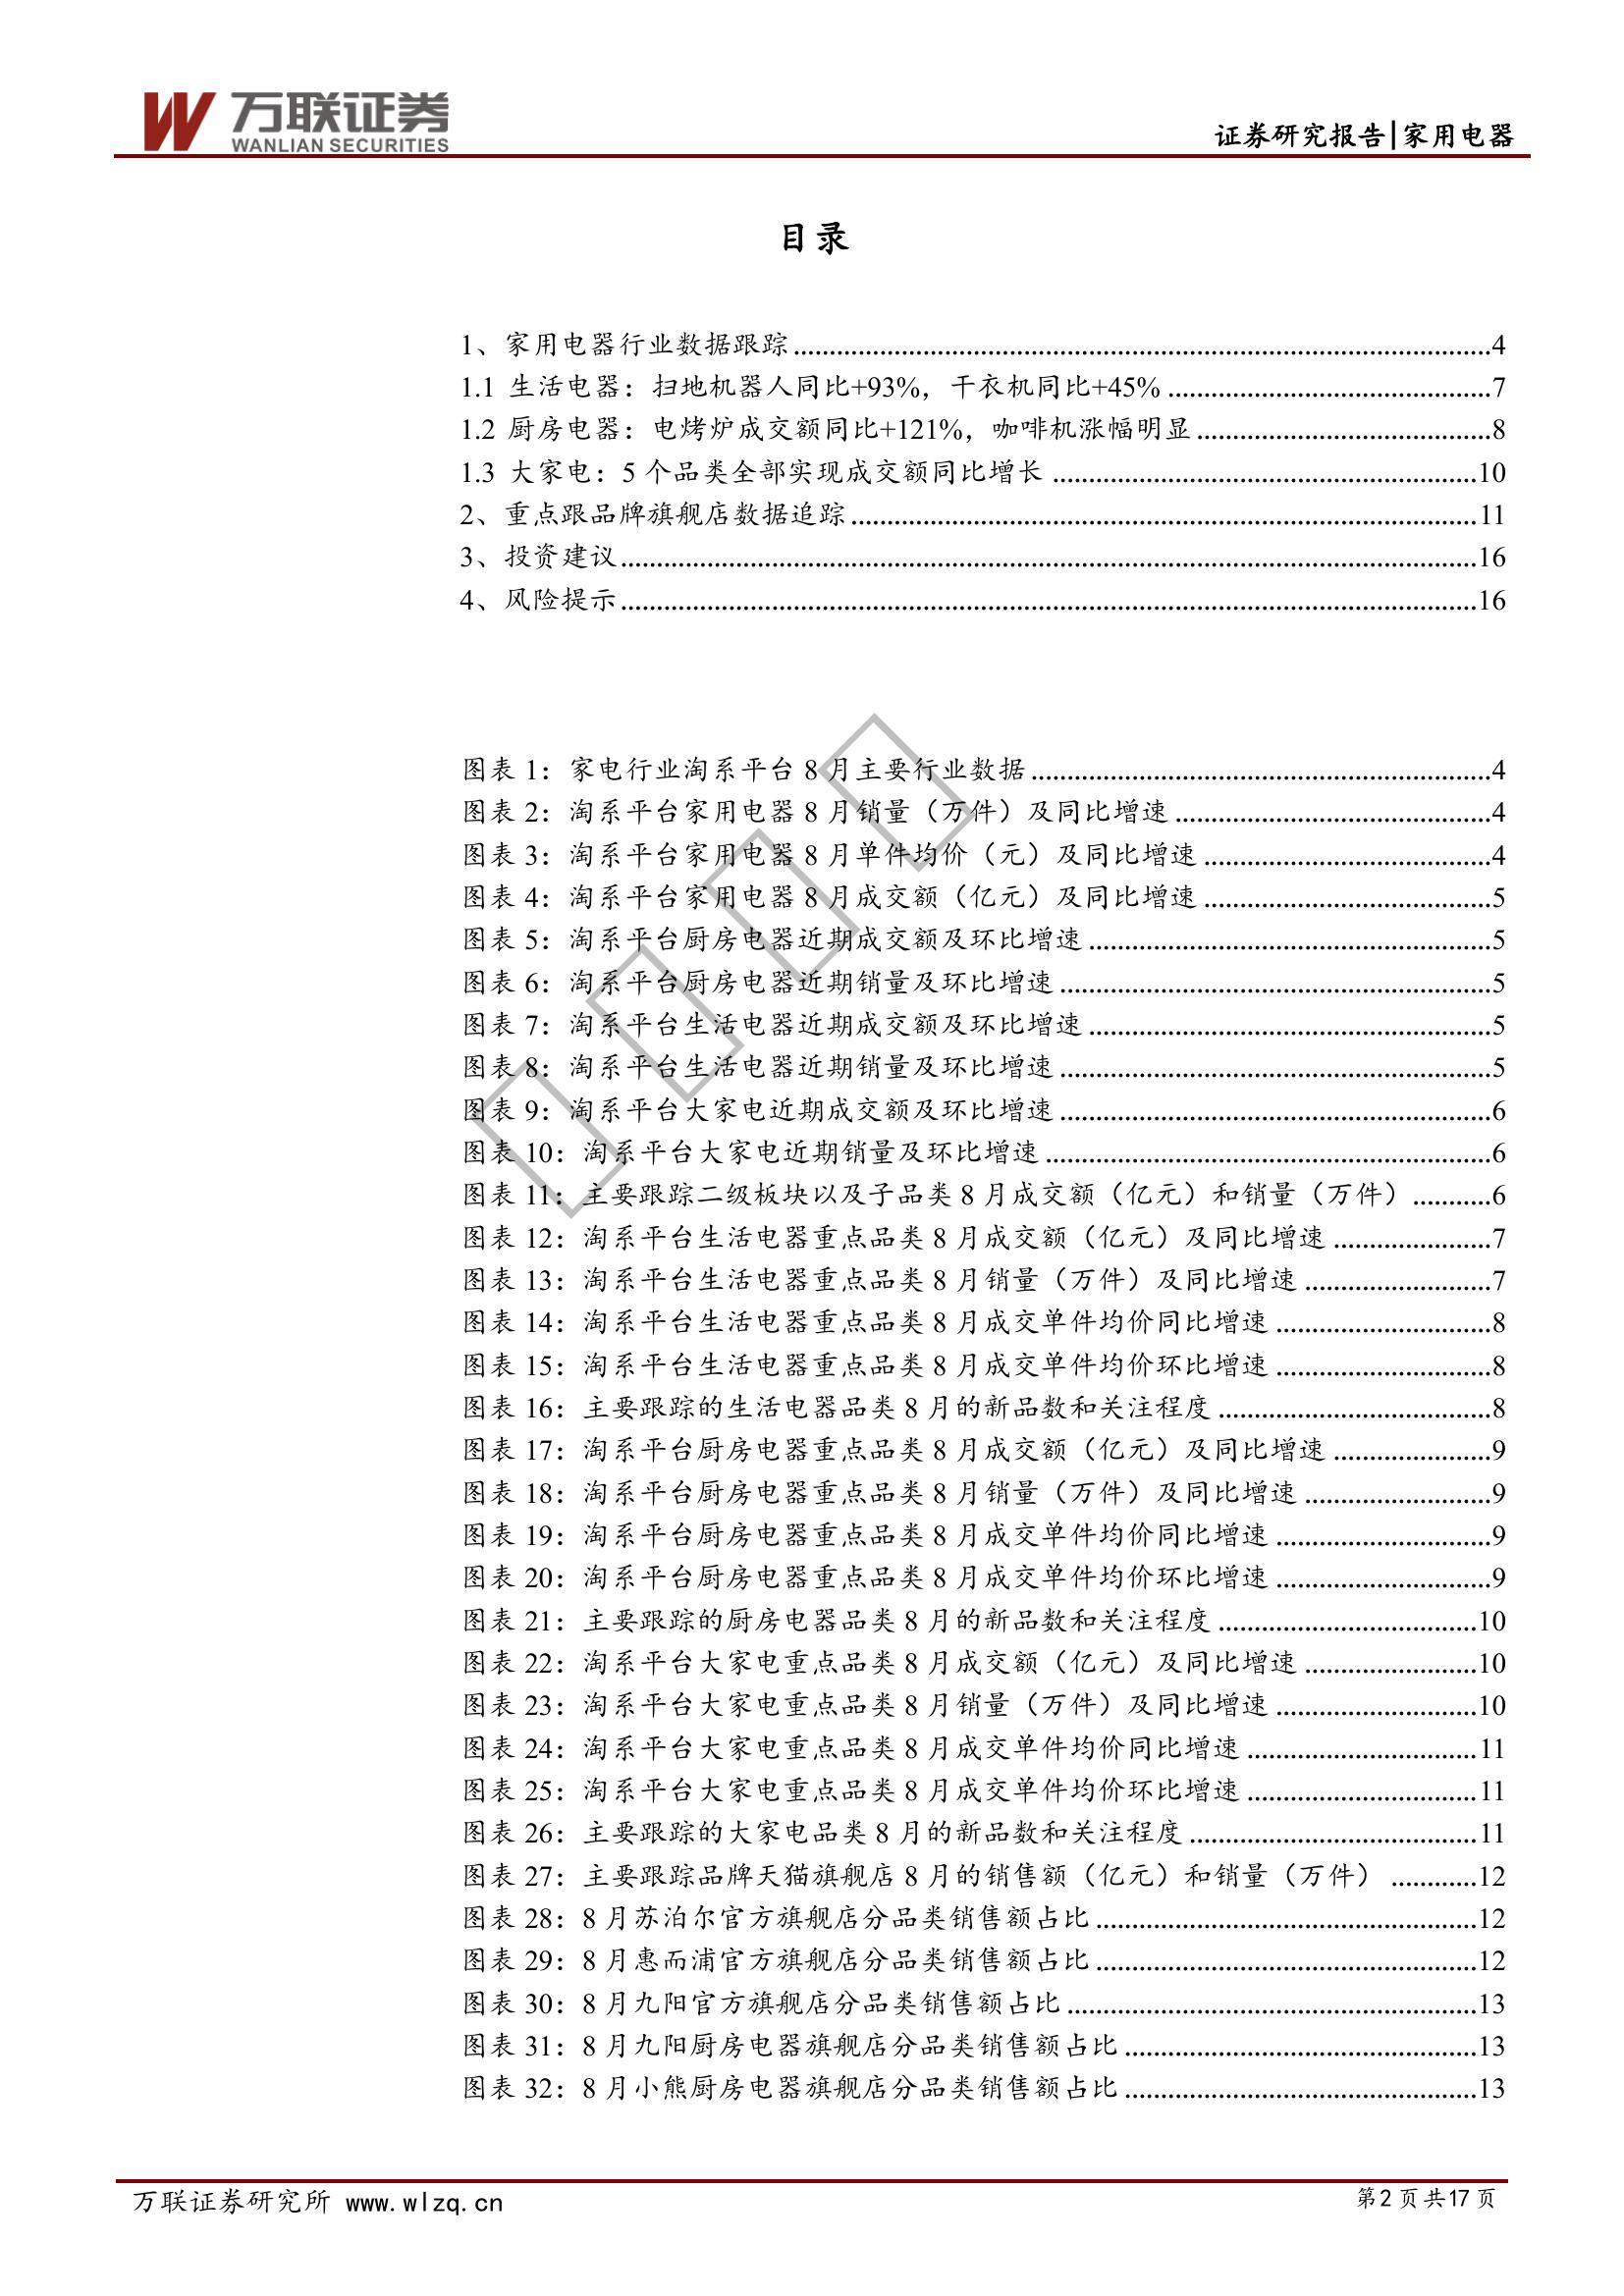 万联证券
WANLIAN SECURITIES
证券研究报告|家用电器
目录
1、家用电器行业数据跟踪......4
1.1 生活电器：扫地机器人同比+93%，干衣机同比+45%......7
1.2 厨房电器：电烤炉成交额同比+121%，咖啡机涨幅明显......8
1.3 大家电：5 个品类全部实现成交额同比增长......10
2、重点跟品牌旗舰店数据追踪......11
3、投资建议......16
4、风险提示......16
图表 1：家电行业淘系平台 8 月主要行业数据......4
图表 2：淘系平台家用电器 8 月销量（万件）及同比增速......4
图表 3：淘系平台家用电器 8 月单件均价（元）及同比增速......4
图表 4：淘系平台家用电器 8 月成交额（亿元）及同比增速......5
图表 5：淘系平台厨房电器近期成交额及环比增速......5
图表 6：淘系平台厨房电器近期销量及环比增速......5
图表 7：淘系平台生活电器近期成交额及环比增速......5
图表 8：淘系平台生活电器近期销量及环比增速......5
图表 9：淘系平台大家电近期成交额及环比增速......6
图表 10：淘系平台大家电近期销量及环比增速......6
图表 11：主要跟踪二级板块以及子品类 8 月成交额（亿元）和销量（万件）......6
图表 12：淘系平台生活电器重点品类 8 月成交额（亿元）及同比增速......7
图表 13：淘系平台生活电器重点品类 8 月销量（万件）及同比增速......7
图表 14：淘系平台生活电器重点品类 8 月成交单件均价同比增速......8
图表 15：淘系平台生活电器重点品类 8 月成交单件均价环比增速......8
图表 16：主要跟踪的生活电器品类 8 月的新品数和关注程度......8
图表 17：淘系平台厨房电器重点品类 8 月成交额（亿元）及同比增速......9
图表 18：淘系平台厨房电器重点品类 8 月销量（万件）及同比增速......9
图表 19：淘系平台厨房电器重点品类 8 月成交单件均价同比增速......9
图表 20：淘系平台厨房电器重点品类 8 月成交单件均价环比增速......9
图表 21：主要跟踪的厨房电器品类 8 月的新品数和关注程度......10
图表 22：淘系平台大家电重点品类 8 月成交额（亿元）及同比增速......10
图表 23：淘系平台大家电重点品类 8 月销量（万件）及同比增速......10
图表 24：淘系平台大家电重点品类 8 月成交单件均价同比增速......11
图表 25：淘系平台大家电重点品类 8 月成交单件均价环比增速......11
图表 26：主要跟踪的大家电品类 8 月的新品数和关注程度......11
图表 27：主要跟踪品牌天猫旗舰店 8 月的销售额（亿元）和销量（万件）......12
图表 28：8 月苏泊尔官方旗舰店分品类销售额占比......12
图表 29：8 月惠而浦官方旗舰店分品类销售额占比......12
图表 30：8 月九阳官方旗舰店分品类销售额占比......13
图表 31：8 月九阳厨房电器旗舰店分品类销售额占比......13
图表 32：8 月小熊厨房电器旗舰店分品类销售额占比......13
万联证券研究所 www.wlzq.cn
第2 页 共17 页